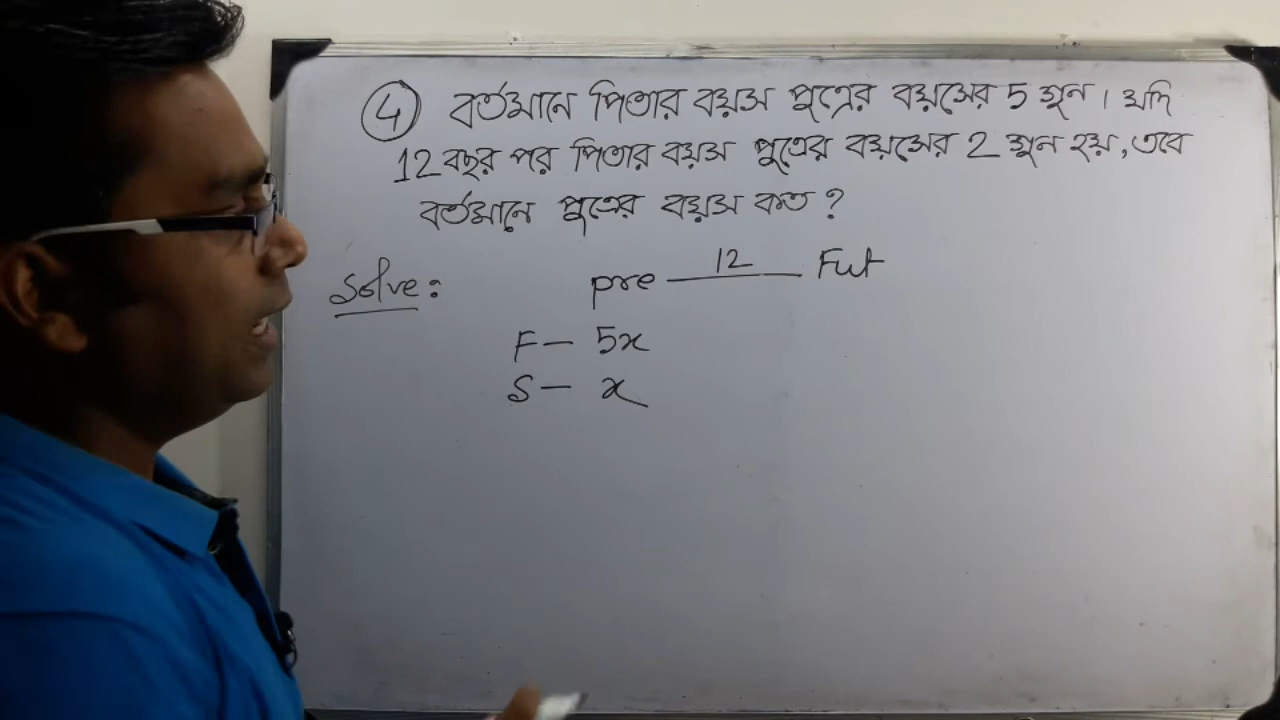 4 বর্তমানে পিতার বয়স পুত্রের বয়সের 5 গুন। যদি
12 বছর পর পিতার বয়স পুত্রের বয়সের 2 গুন হয়, তবে
বর্তমানে পুত্রের বয়স কত?
Solve: pre 12 Fut
F- 5x
S- x